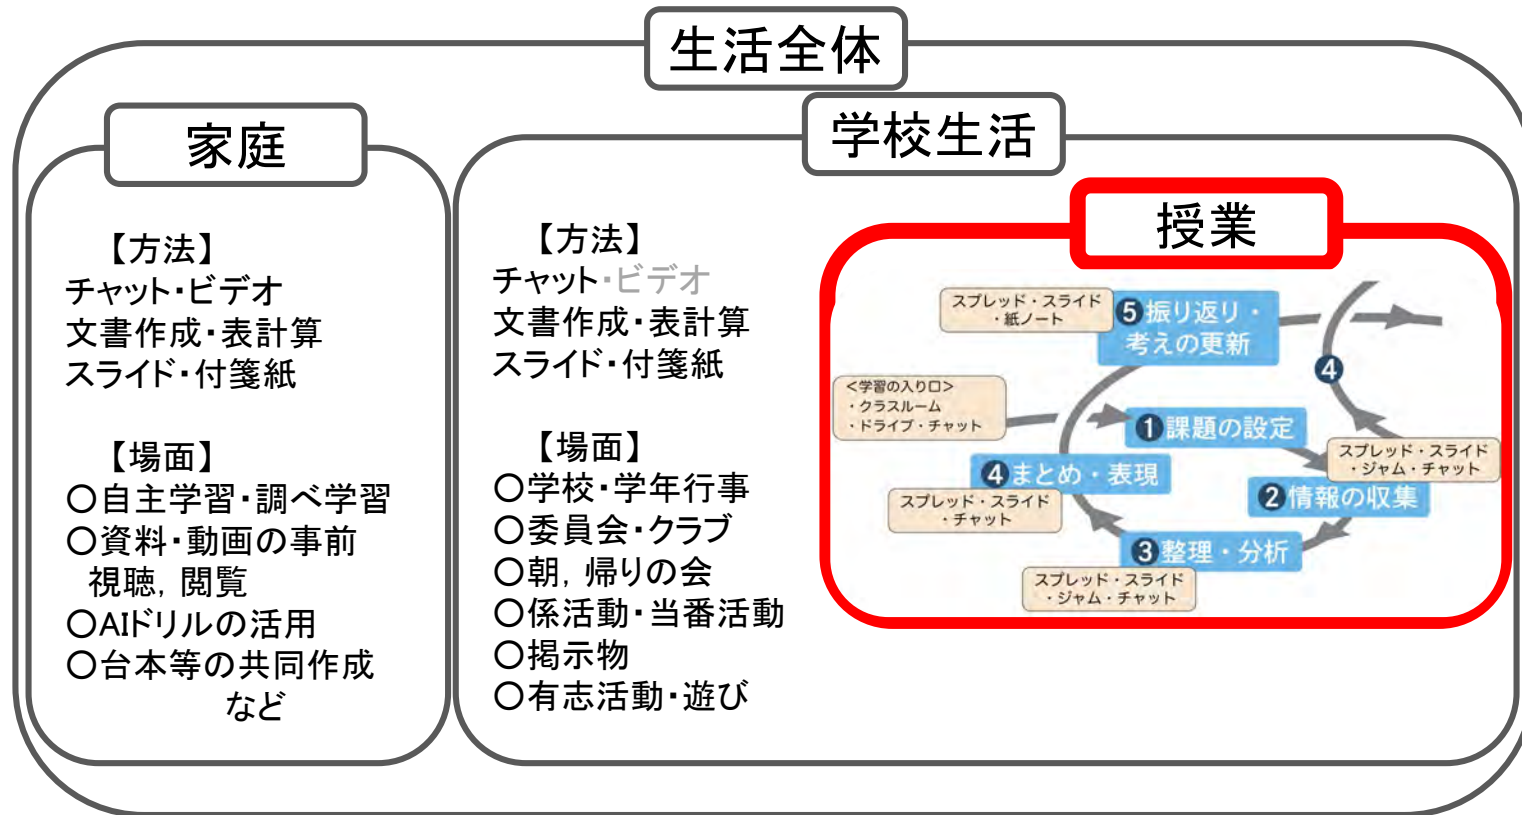 生活全体
家庭
【方法】
チャット・ビデオ
文書作成・表計算
スライド・付箋紙
【場面】
○自主学習・調べ学習
○資料・動画の事前
視聴，閲覧
○AIドリルの活用
○台本等の共同作成
など
学校生活
【方法】
チャット・ビデオ
文書作成・表計算
スライド・付箋紙
【場面】
○学校・学年行事
○委員会・クラブ
○朝，帰りの会
○係活動・当番活動
○掲示物
○有志活動・遊び
授業
スプレッド・スライド
・紙ノート
❺振り返り・
考えの更新
❹
＜学習の入り口＞
・クラスルーム
・ドライブ・チャット
❶課題の設定
スプレッド・スライド
・ジャム・チャット
❷情報の収集
❹まとめ・表現
スプレッド・スライド
・チャット
❸整理・分析
スプレッド・スライド
・ジャム・チャット